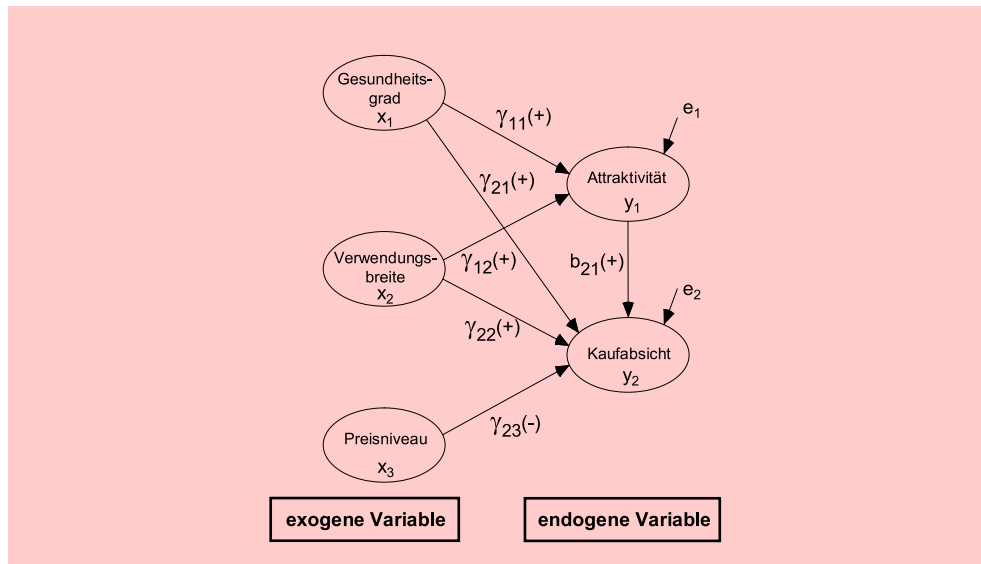 Gesundheits-
grad
x1
γ11(+)
e1
γ21(+)
Attraktivität
y1
Verwendungs-
breite
x2
γ12(+)
b21(+)
e2
γ22(+)
Kaufabsicht
y2
Preisniveau
x3
γ23(-)
exogene Variable
endogene Variable